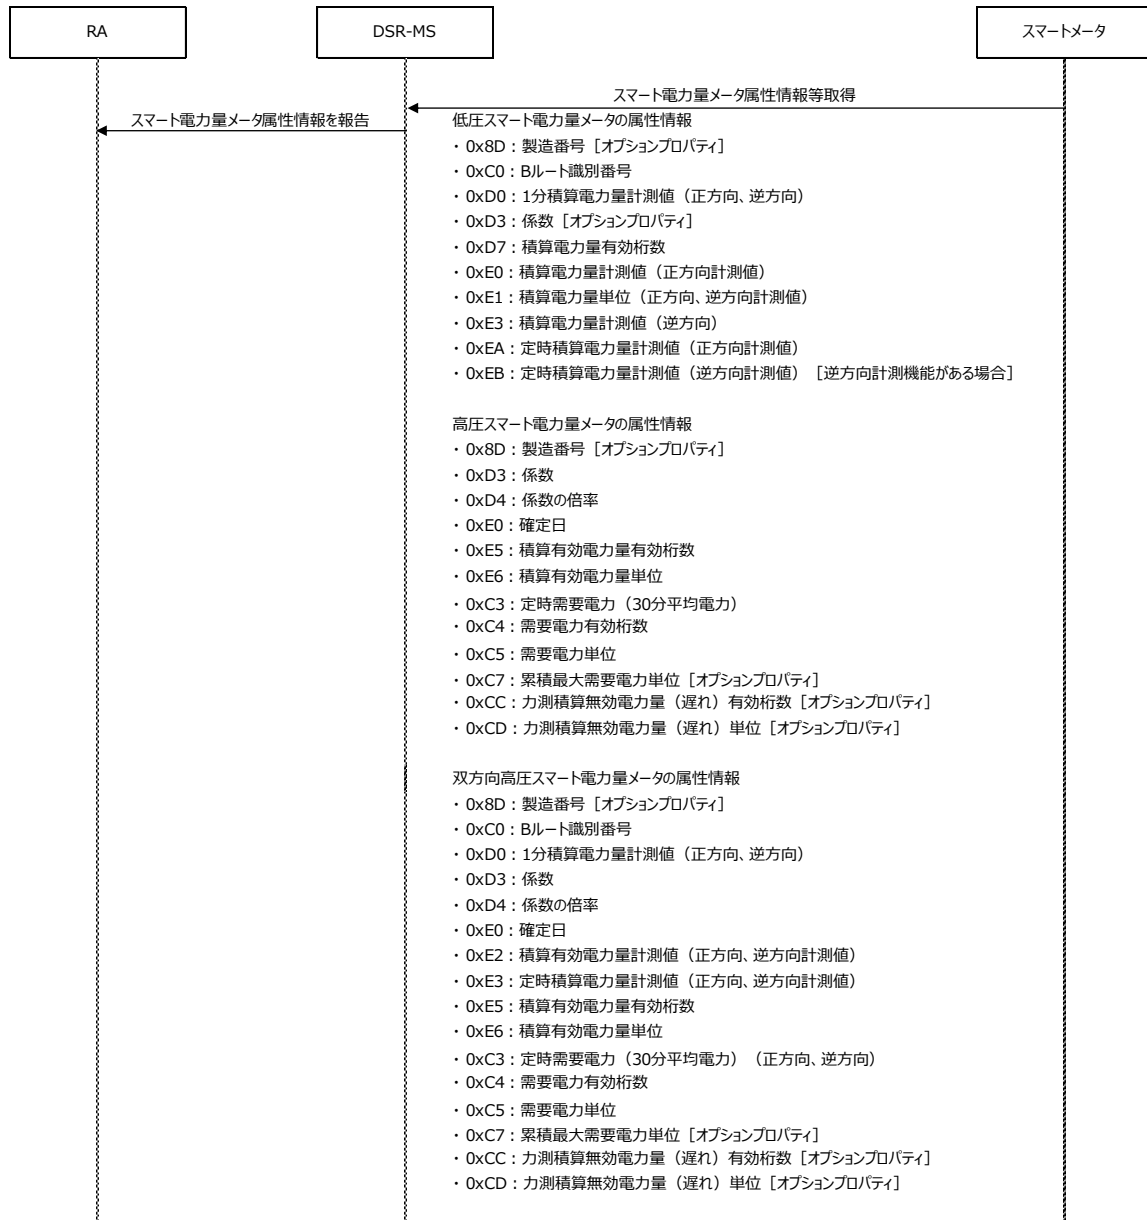 RA
DSR-MS
スマートメータ
スマート電力量メータ属性情報等取得
スマート電力量メータ属性情報を報告
低圧スマート電力量メータの属性情報
・0x8D：製造番号［オプションプロパティ］
・0xC0：Bルート識別番号
・0xD0：1分積算電力量計測値（正方向、逆方向）
・0xD3：係数［オプションプロパティ］
・0xD7：積算電力量有効桁数
・0xE0：積算電力量計測値（正方向計測値）
・0xE1：積算電力量単位（正方向、逆方向計測値）
・0xE3：積算電力量計測値（逆方向）
・0xEA：定時積算電力量計測値（正方向計測値）
・0xEB：定時積算電力量計測値（逆方向計測値）［逆方向計測機能がある場合］
高圧スマート電力量メータの属性情報
・0x8D：製造番号［オプションプロパティ］
・0xD3：係数
・0xD4：係数の倍率
・0xE0：確定日
・0xE5：積算有効電力量有効桁数
・0xE6：積算有効電力量単位
・0xC3：定時需要電力（30分平均電力）
・0xC4：需要電力有効桁数
・0xC5：需要電力単位
・0xC7：累積最大需要電力単位［オプションプロパティ］
・0xCC：力測積算無効電力量（遅れ）有効桁数［オプションプロパティ］
・0xCD：力測積算無効電力量（遅れ）単位［オプションプロパティ］
双方向高圧スマート電力量メータの属性情報
・0x8D：製造番号［オプションプロパティ］
・0xC0：Bルート識別番号
・0xD0：1分積算電力量計測値（正方向、逆方向）
・0xD3：係数
・0xD4：係数の倍率
・0xE0：確定日
・0xE2：積算有効電力量計測値（正方向、逆方向計測値）
・0xE3：定時積算電力量計測値（正方向、逆方向計測値）
・0xE5：積算有効電力量有効桁数
・0xE6：積算有効電力量単位
・0xC3：定時需要電力（30分平均電力）（正方向、逆方向）
・0xC4：需要電力有効桁数
・0xC5：需要電力単位
・0xC7：累積最大需要電力単位［オプションプロパティ］
・0xCC：力測積算無効電力量（遅れ）有効桁数［オプションプロパティ］
・0xCD：力測積算無効電力量（遅れ）単位［オプションプロパティ］